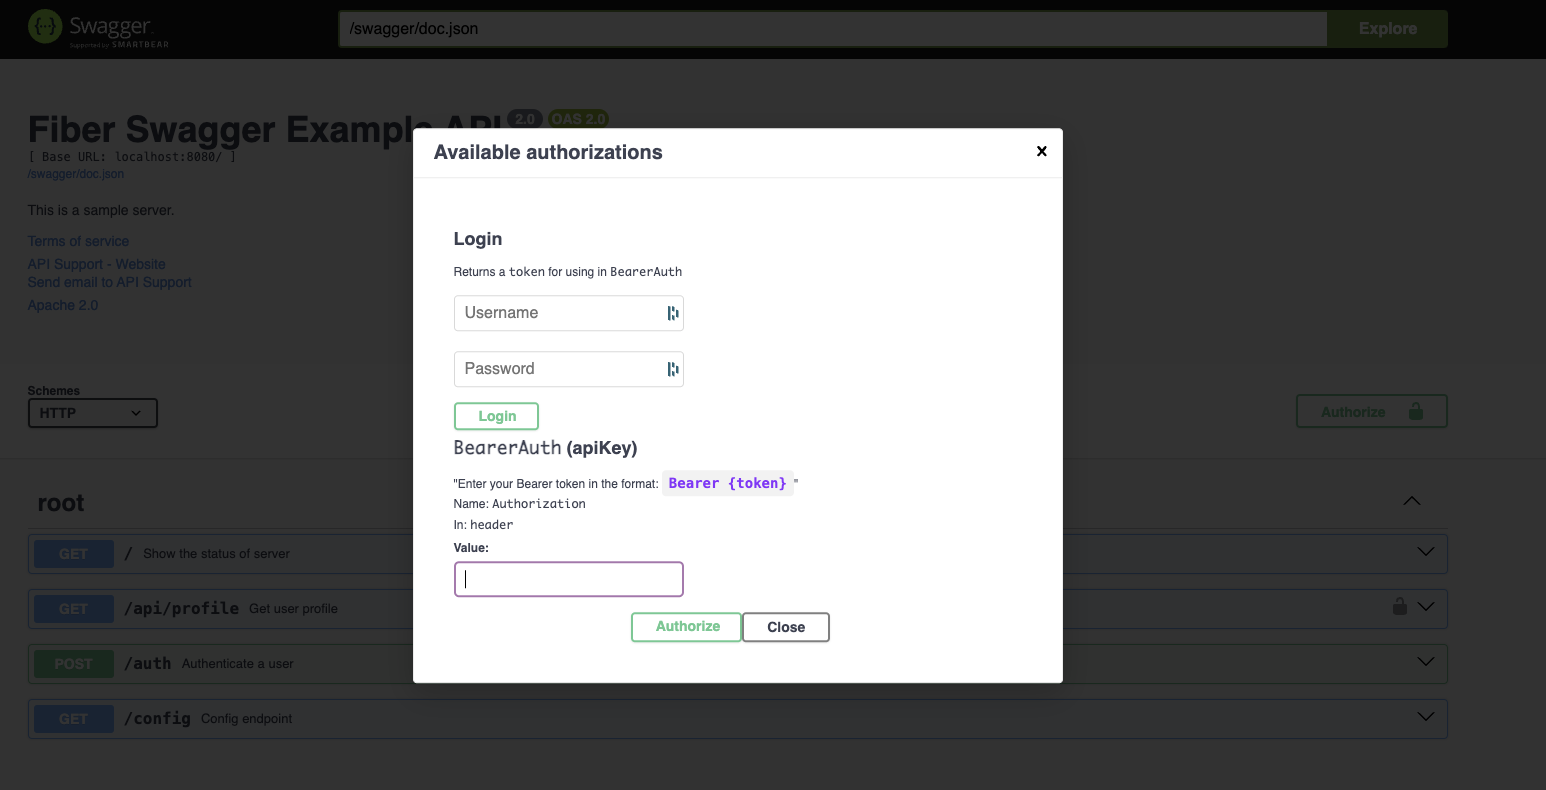 Swagger
Supported by SMARTBEAR
/swagger/doc.json
Explore
Fiber Swagger Example API 2.0 OAS 2.0
[ Base URL: localhost:8080/ ]
/swagger/doc.json
This is a sample server.
Terms of service
API Support - Website
Send email to API Support
Apache 2.0
Schemes
HTTP
Authorize
root
GET / Show the status of server
GET /api/profile Get user profile
POST /auth Authenticate a user
GET /config Config endpoint
Available authorizations
Login
Returns a token for using in BearerAuth
Username
Password
Login
BearerAuth (apiKey)
"Enter your Bearer token in the format: Bearer {token} "
Name: Authorization
In: header
Value:
Authorize Close